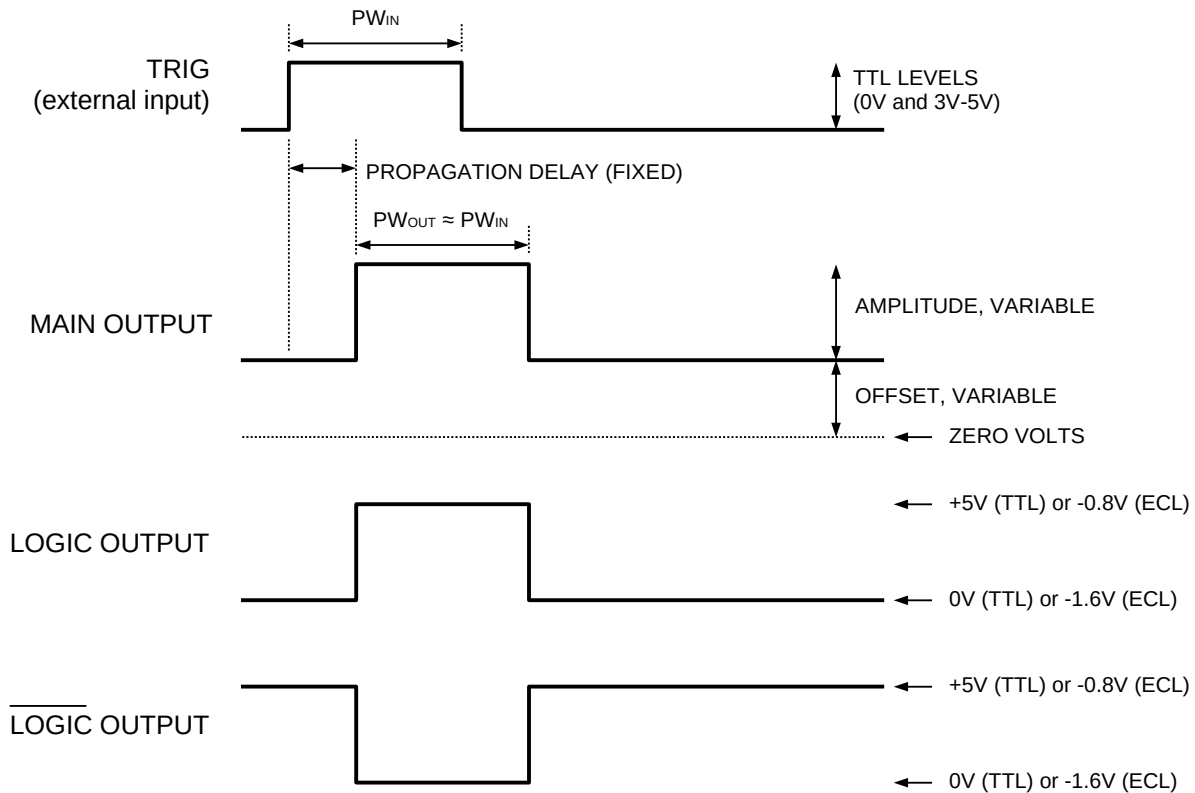 PWIN
TRIG
(external input)
TTL LEVELS
(0V and 3V-5V)
PROPAGATION DELAY (FIXED)
PWOUT ≈ PWIN
MAIN OUTPUT
AMPLITUDE, VARIABLE
OFFSET, VARIABLE
ZERO VOLTS
+5V (TTL) or -0.8V (ECL)
LOGIC OUTPUT
0V (TTL) or -1.6V (ECL)
+5V (TTL) or -0.8V (ECL)
LOGIC OUTPUT
0V (TTL) or -1.6V (ECL)